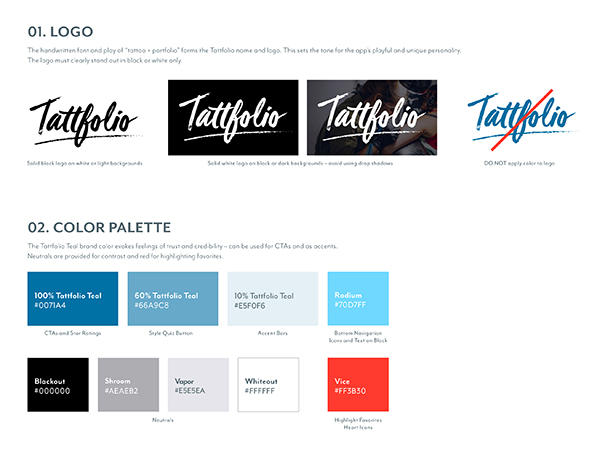 01. LOGO
The handwritten font and play of "tattoo + portfolio" forms the Tattfolio name and logo. This sets the tone for the app's playful and unique personality.
The logo must clearly stand out in black or white only.
Tattfolio
Tattfolio
Tattfolio
Tattfolio
Solid black logo on white or light backgrounds
Solid white logo on black or dark backgrounds – avoid using drop shadows
DO NOT apply color to logo
02. COLOR PALETTE
The Tattfolio Teal brand color evokes feelings of trust and credibility – can be used for CTAs and as accents.
Neutrals are provided for contrast and red for highlighting favorites.
100% Tattfolio Teal
#0071A4
60% Tattfolio Teal
#66A9C8
10% Tattfolio Teal
#E5F0F6
Radium
#70D7FF
CTAs and Star Ratings
Style Quiz Button
Accent Bars
Bottom Navigation
Icons and Text on Black
Blackout
#000000
Shroom
#AEAEB2
Vapor
#E5E5EA
Whiteout
#FFFFFF
Vice
#FF3B30
Neutrals
Highlight Favorites
Heart Icons